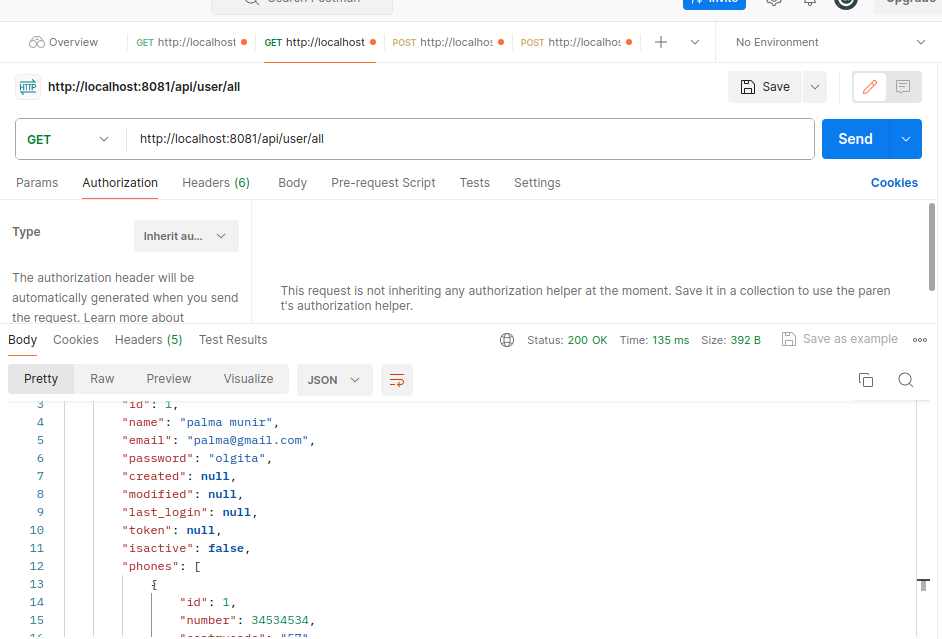 Search Postman
Invite
Upgrade
Overview
GET http://localhost
GET http://localhost
POST http://localhos
POST http://localhos
No Environment
HTTP
http://localhost:8081/api/user/all
Save
GET
http://localhost:8081/api/user/all
Send
Params
Authorization
Headers (6)
Body
Pre-request Script
Tests
Settings
Cookies
Type
Inherit au...
The authorization header will be
automatically generated when you send
the request. Learn more about
This request is not inheriting any authorization helper at the moment. Save it in a collection to use the paren
t's authorization helper.
Body
Cookies
Headers (5)
Test Results
Status: 200 OK
Time: 135 ms
Size: 392 B
Save as example
Pretty
Raw
Preview
Visualize
JSON
3 "id": 1,
4 "name": "palma munir",
5 "email": "palma@gmail.com",
6 "password": "olgita",
7 "created": null,
8 "modified": null,
9 "last_login": null,
10 "token": null,
11 "isactive": false,
12 "phones": [
13 {
14 "id": 1,
15 "number": 34534534,
16